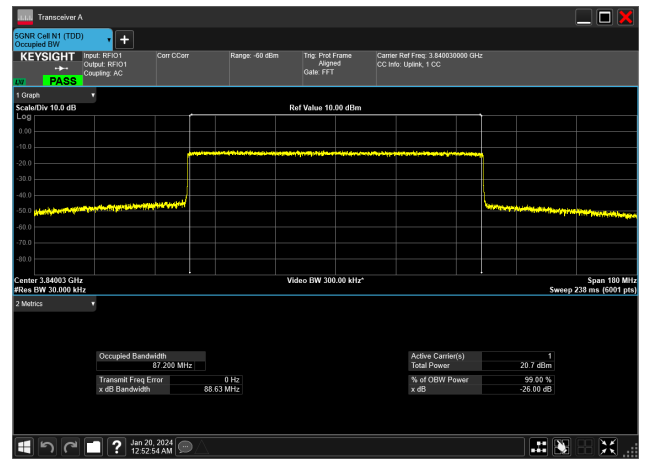 Transceiver A
5GNR Cell N1 (TDD)
Occupied BW
KEYSIGHT Input: RFIO1 Corr CCorr Range: -60 dBm Trig: Prot Frame Carrier Ref Freq: 3.840030000 GHz
Output: RFIO1 Aligned CC Info: Uplink, 1 CC
Coupling: AC Gate: FFT
LW PASS
1 Graph
Scale/Div 10.0 dB Ref Value 10.00 dBm
Log
0.00
-10.0
-20.0
-30.0
-40.0
-50.0
-60.0
-70.0
-80.0
Center 3.84003 GHz Video BW 300.00 kHz* Span 180 MHz
#Res BW 30.000 kHz Sweep 238 ms (6001 pts)
2 Metrics
Occupied Bandwidth Active Carrier(s) 1
87.200 MHz Total Power 20.7 dBm
Transmit Freq Error 0 Hz % of OBW Power 99.00 %
x dB Bandwidth 88.63 MHz x dB -26.00 dB
Jan 20, 2024
12:52:54 AM